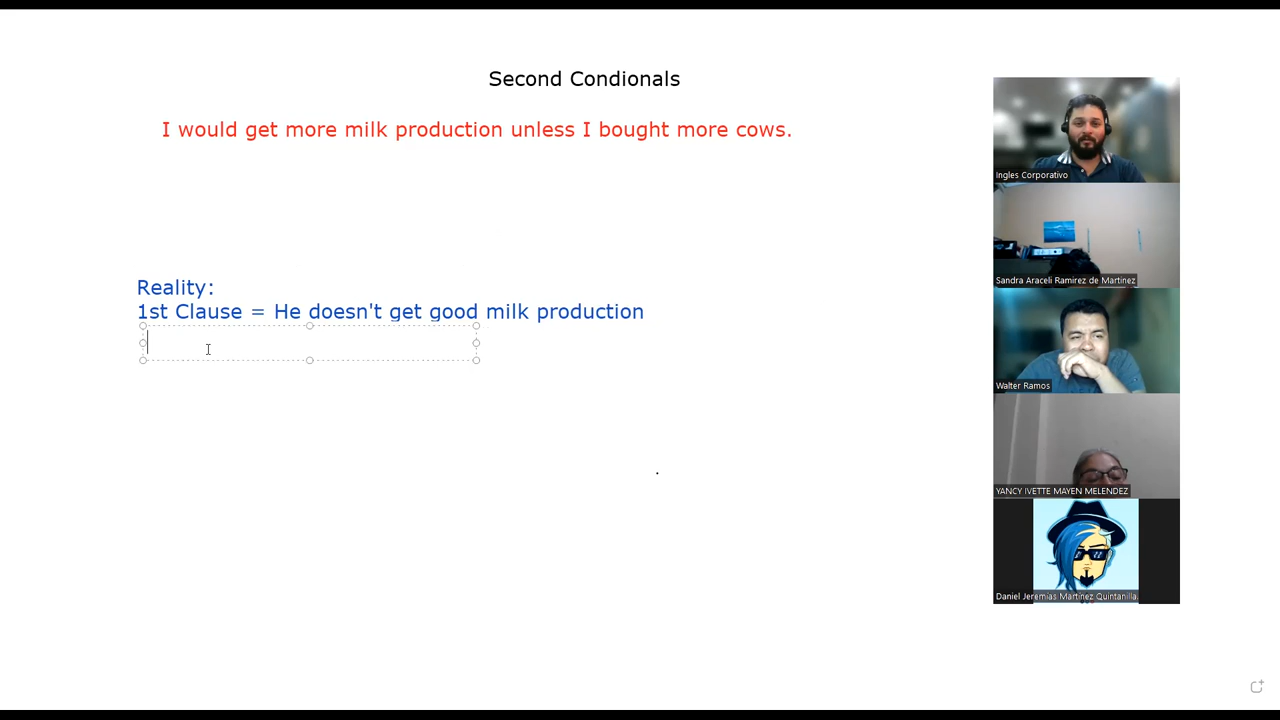 Second Condionals
I would get more milk production unless I bought more cows.
Reality:
1st Clause = He doesn't get good milk production
Ingles Corporativo
Sandra Araceli Ramirez de Martinez
Walter Ramos
YANCY IVETTE MAYEN MELENDEZ
Daniel Jeremias Martinez Quintanilla